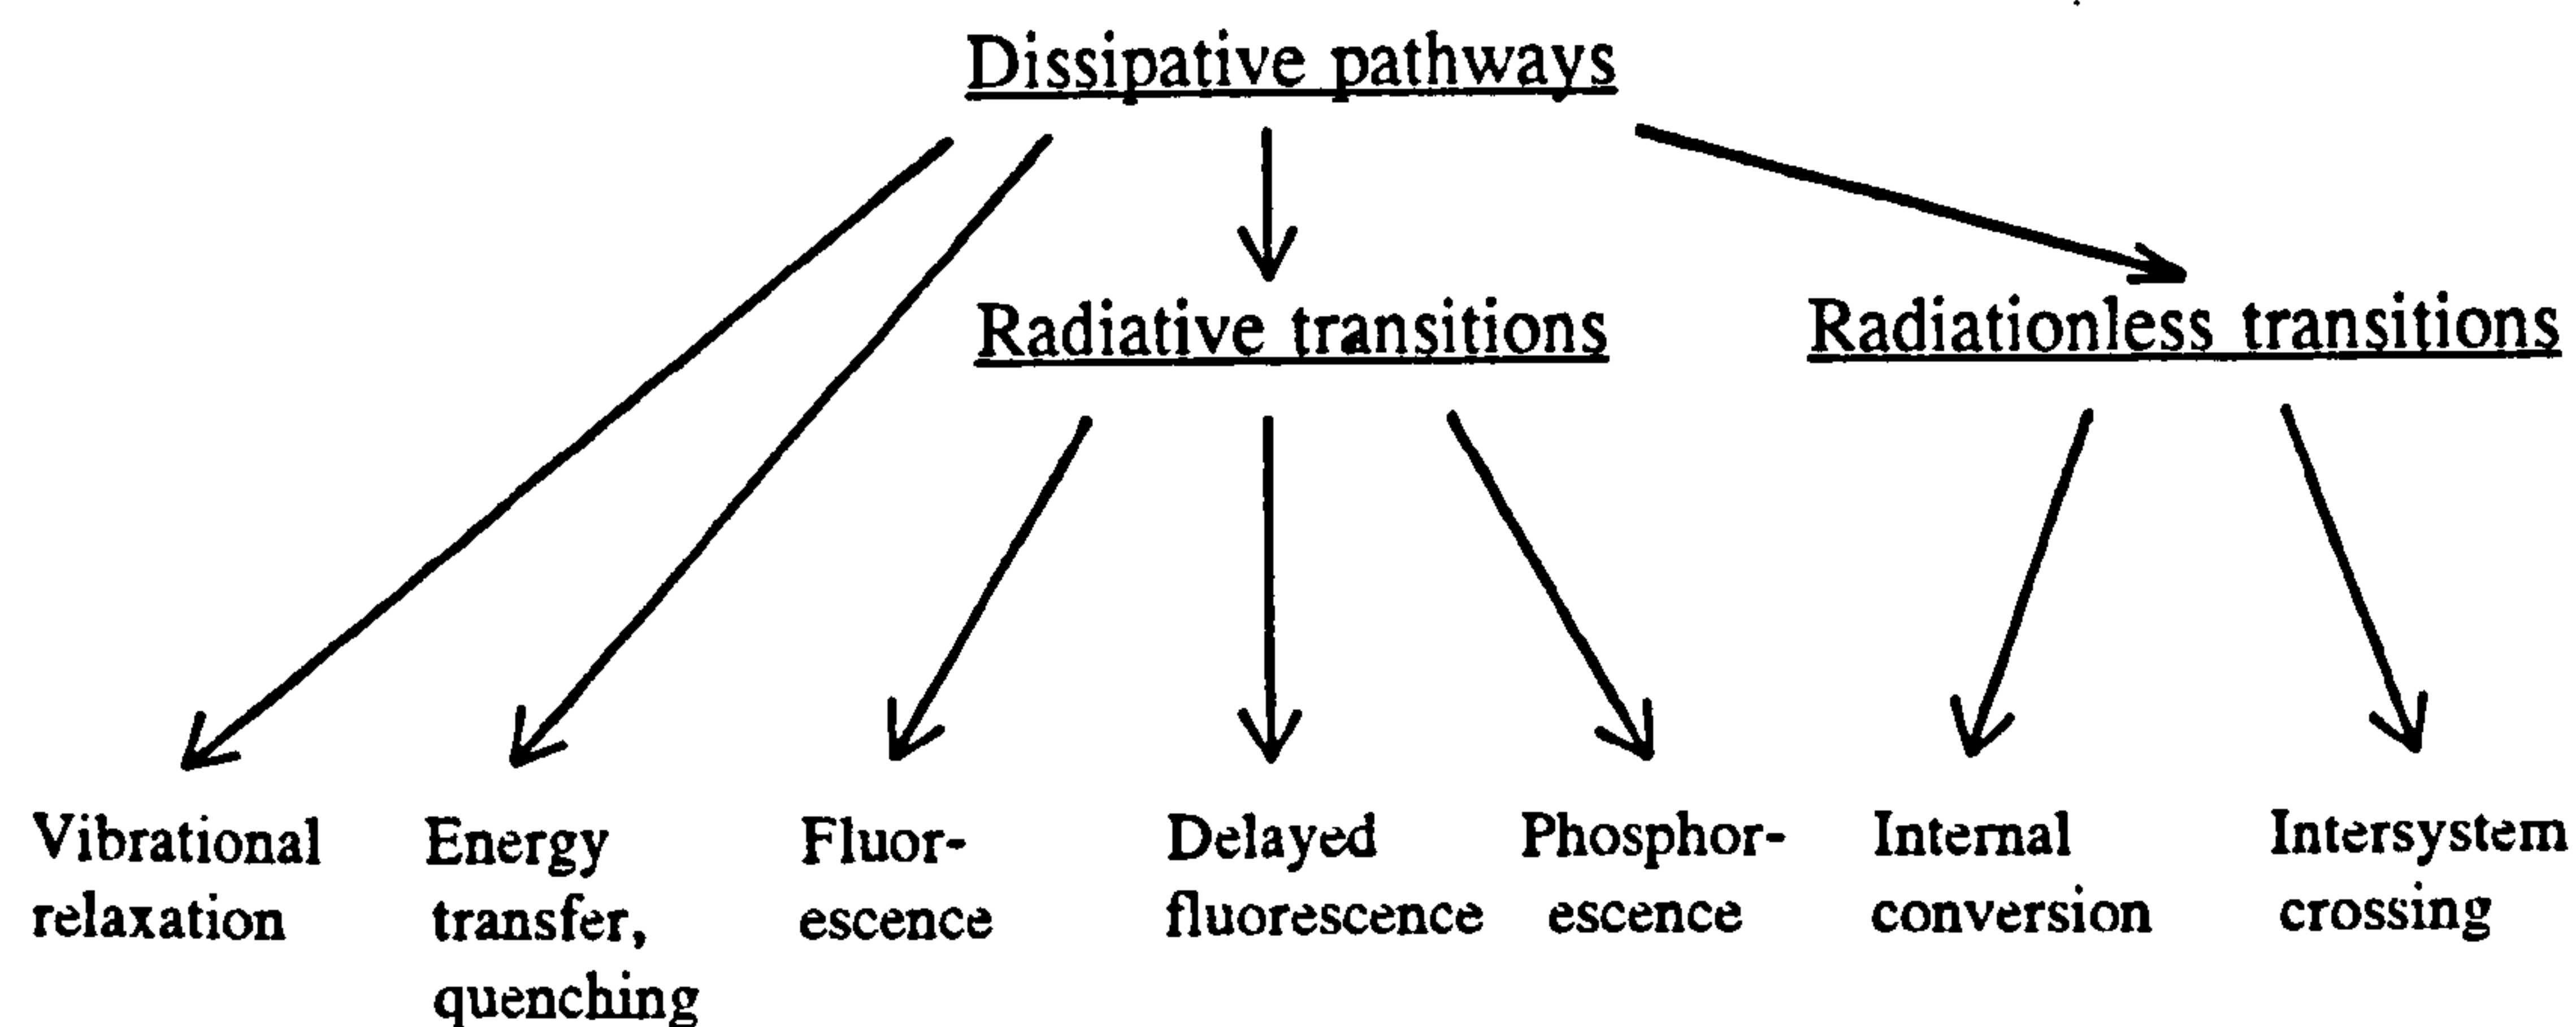 Dissipative pathways
Radiative transitions
Radiationless transitions
Vibrational
relaxation
Energy
transfer,
quenching
Fluor-
escence
Delayed
fluorescence
Phosphor-
escence
Internal
conversion
Intersystem
crossing